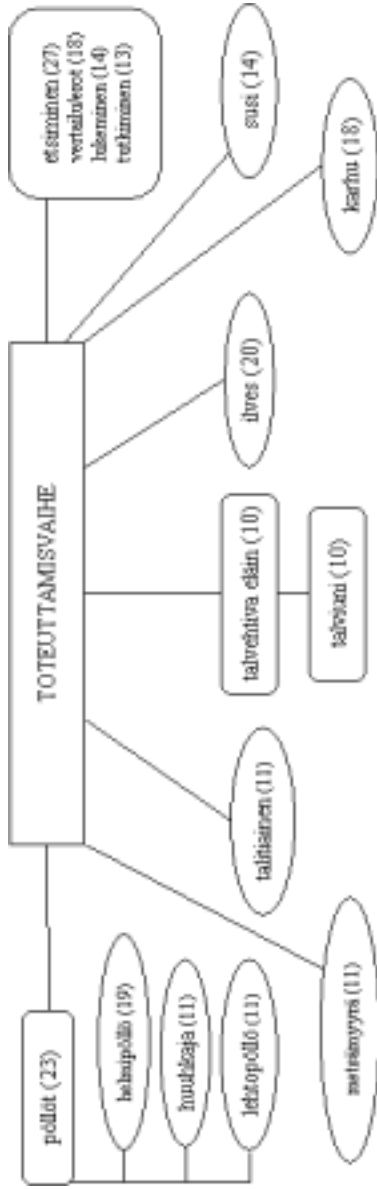 TOTEUTTAMISVAIHE
pöllöt (23)
helmipöllö (19)
huuhkaja (11)
lehtopöllö (11)
metsämyyrä (11)
talitiainen (11)
talvehtiva eläin (10)
talviuni (10)
ilves (20)
karhu (18)
susi (14)
etsiminen (27)
vertailulerot (18)
lukeminen (14)
tutkiminen (13)